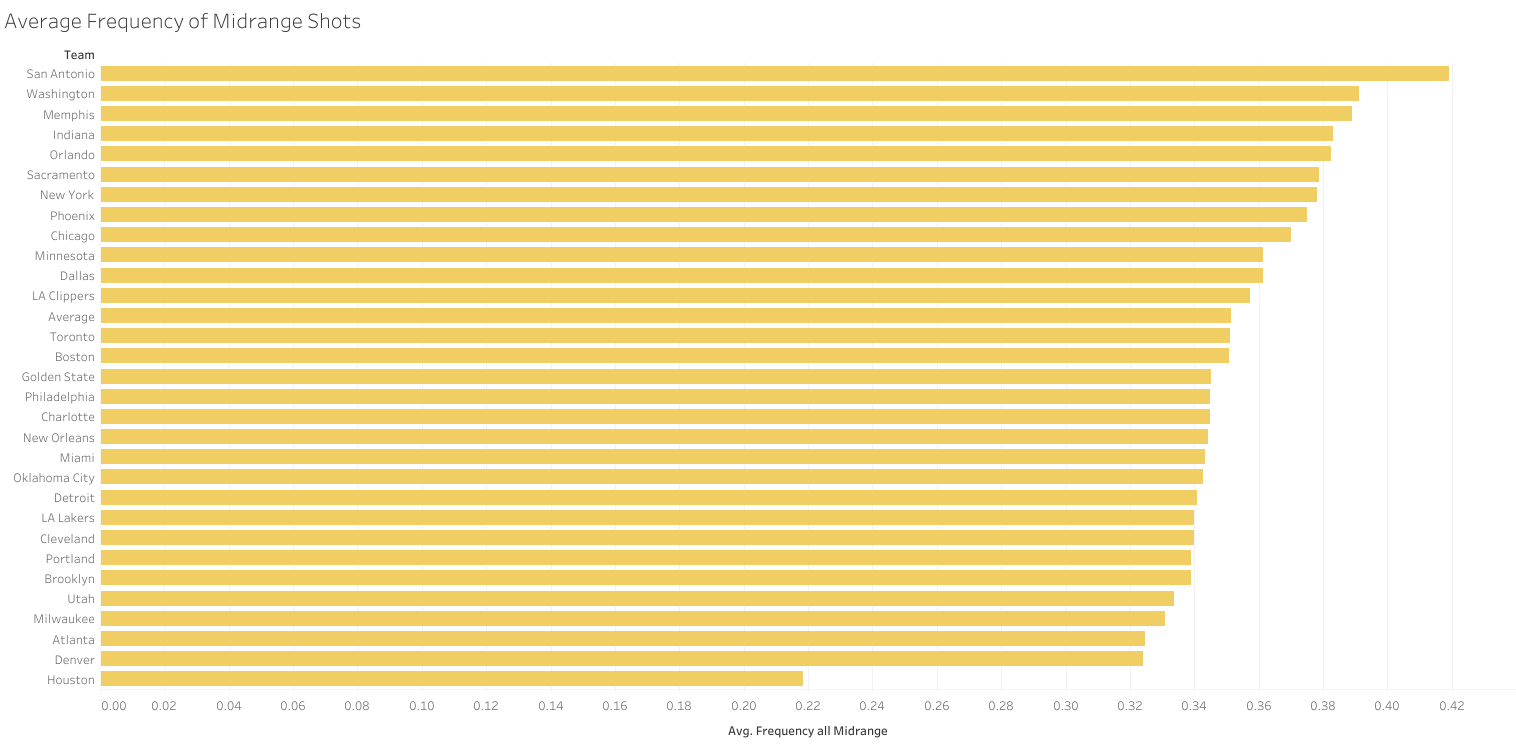 Average Frequency of Midrange Shots
Team
San Antonio
Washington
Memphis
Indiana
Orlando
Sacramento
New York
Phoenix
Chicago
Minnesota
Dallas
LA Clippers
Average
Toronto
Boston
Golden State
Philadelphia
Charlotte
New Orleans
Miami
Oklahoma City
Detroit
LA Lakers
Cleveland
Portland
Brooklyn
Utah
Milwaukee
Atlanta
Denver
Houston
0.00 0.02 0.04 0.06 0.08 0.10 0.12 0.14 0.16 0.18 0.20 0.22 0.24 0.26 0.28 0.30 0.32 0.34 0.36 0.38 0.40 0.42
Avg. Frequency all Midrange